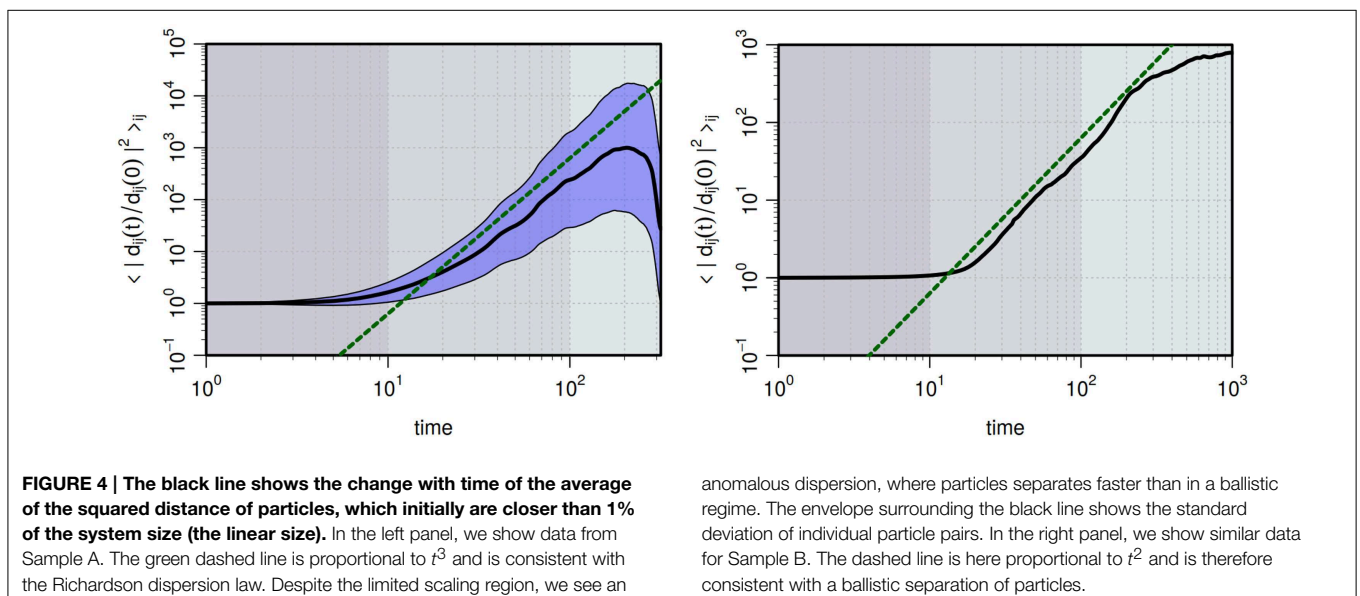 10^5
10^4
10^3
10^2
10^1
10^0
10^-1
< | d_ij(t) / d_ij(0) |^2 >_ij
10^0 10^1 10^2
time
10^3
10^2
10^1
10^0
10^-1
< | d_ij(t) / d_ij(0) |^2 >_ij
10^0 10^1 10^2 10^3
time
FIGURE 4 | The black line shows the change with time of the average
of the squared distance of particles, which initially are closer than 1%
of the system size (the linear size). In the left panel, we show data from
Sample A. The green dashed line is proportional to t^3 and is consistent with
the Richardson dispersion law. Despite the limited scaling region, we see an
anomalous dispersion, where particles separates faster than in a ballistic
regime. The envelope surrounding the black line shows the standard
deviation of individual particle pairs. In the right panel, we show similar data
for Sample B. The dashed line is here proportional to t^2 and is therefore
consistent with a ballistic separation of particles.